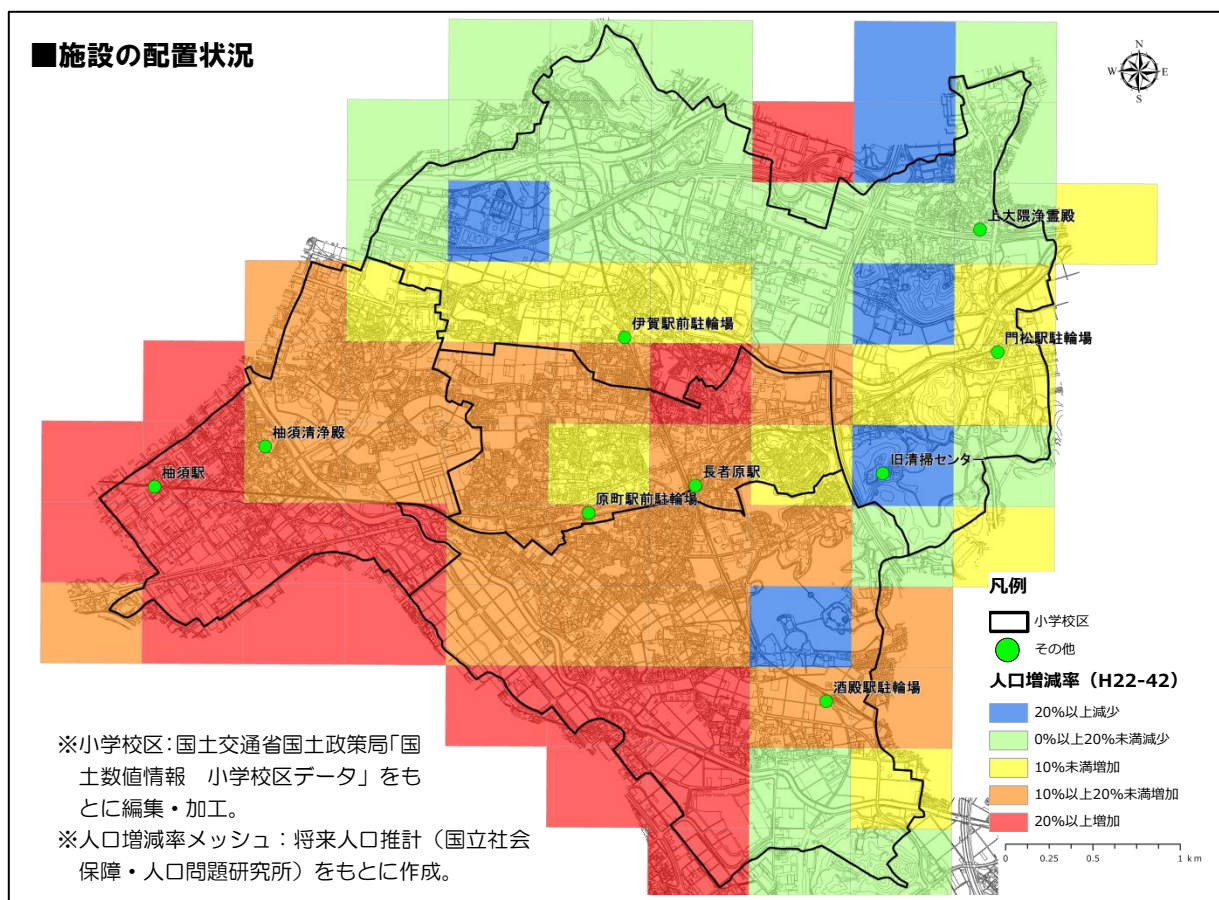 ■施設の配置状況
N
W
E
S
上大隈浄霊殿
伊賀駅前駐輪場
門松駅駐輪場
柚須清浄殿
柚須駅
長者原駅
旧清掃センター
原町駅前駐輪場
酒殿駅駐輪場
凡例
小学校区
その他
人口増減率（H22-42）
20%以上減少
0%以上20%未満減少
10%未満増加
10%以上20%未満増加
20%以上増加
0 0.25 0.5 1 km
※小学校区：国土交通省国土政策局「国
土数値情報　小学校区データ」をも
とに編集・加工。
※人口増減率メッシュ：将来人口推計（国立社会
保障・人口問題研究所）をもとに作成。